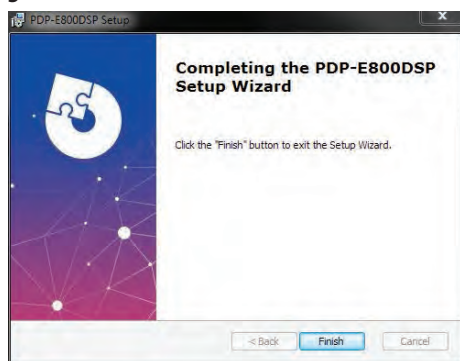 PDP-E800DSP Setup
X
Completing the PDP-E800DSP
Setup Wizard
Click the "Finish" button to exit the Setup Wizard.
< Back
Finish
Cancel